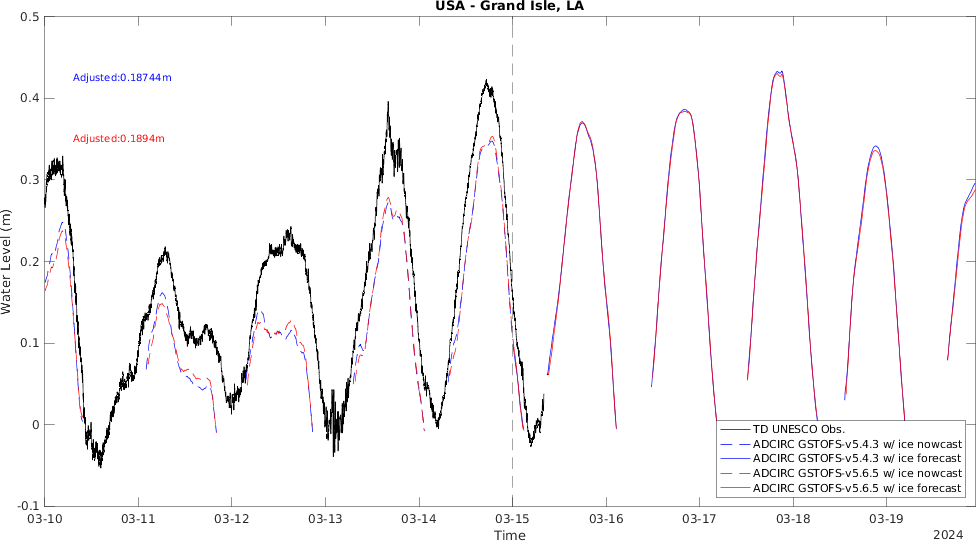 USA - Grand Isle, LA
0.5
0.4
0.3
0.2
0.1
0
-0.1
Water Level (m)
Adjusted:0.18744m
Adjusted:0.1894m
TD UNESCO Obs.
ADCIRC GSTOFS-v5.4.3 w/ ice nowcast
ADCIRC GSTOFS-v5.4.3 w/ ice forecast
ADCIRC GSTOFS-v5.6.5 w/ ice nowcast
ADCIRC GSTOFS-v5.6.5 w/ ice forecast
03-10 03-11 03-12 03-13 03-14 03-15 03-16 03-17 03-18 03-19
Time
2024